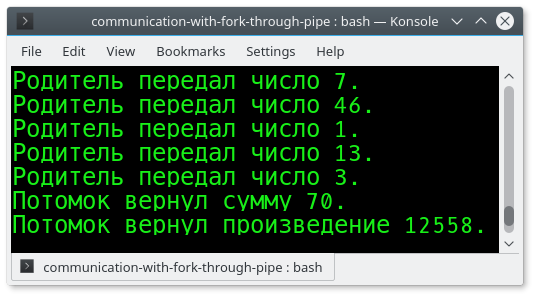 communication-with-fork-through-pipe : bash — Konsole
File Edit View Bookmarks Settings Help
Родитель передал число 7.
Родитель передал число 46.
Родитель передал число 1.
Родитель передал число 13.
Родитель передал число 3.
Потомок вернул сумму 70.
Потомок вернул произведение 12558.
communication-with-fork-through-pipe : bash